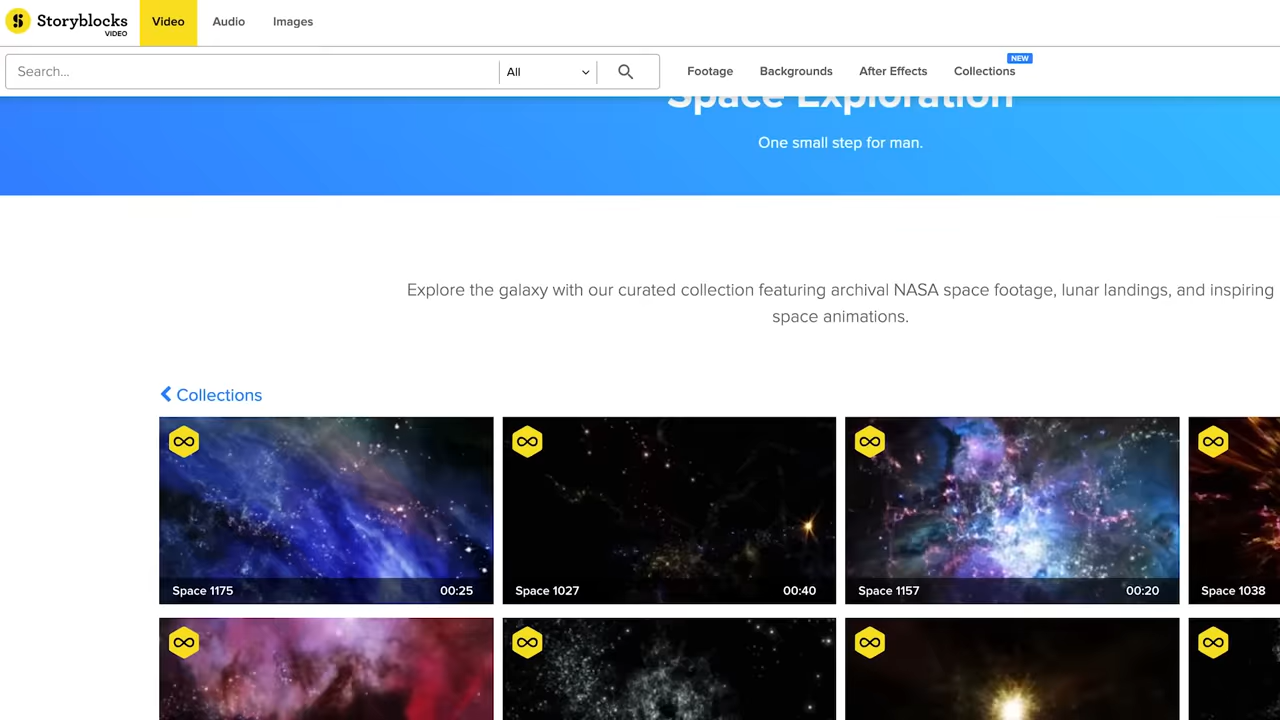 Storyblocks
VIDEO
Video Audio Images
Search...
All
Footage Backgrounds After Effects Collections
NEW
Space Exploration
One small step for man.
Explore the galaxy with our curated collection featuring archival NASA space footage, lunar landings, and inspiring
space animations.
Collections
Space 1175 00:25
Space 1027 00:40
Space 1157 00:20
Space 1038